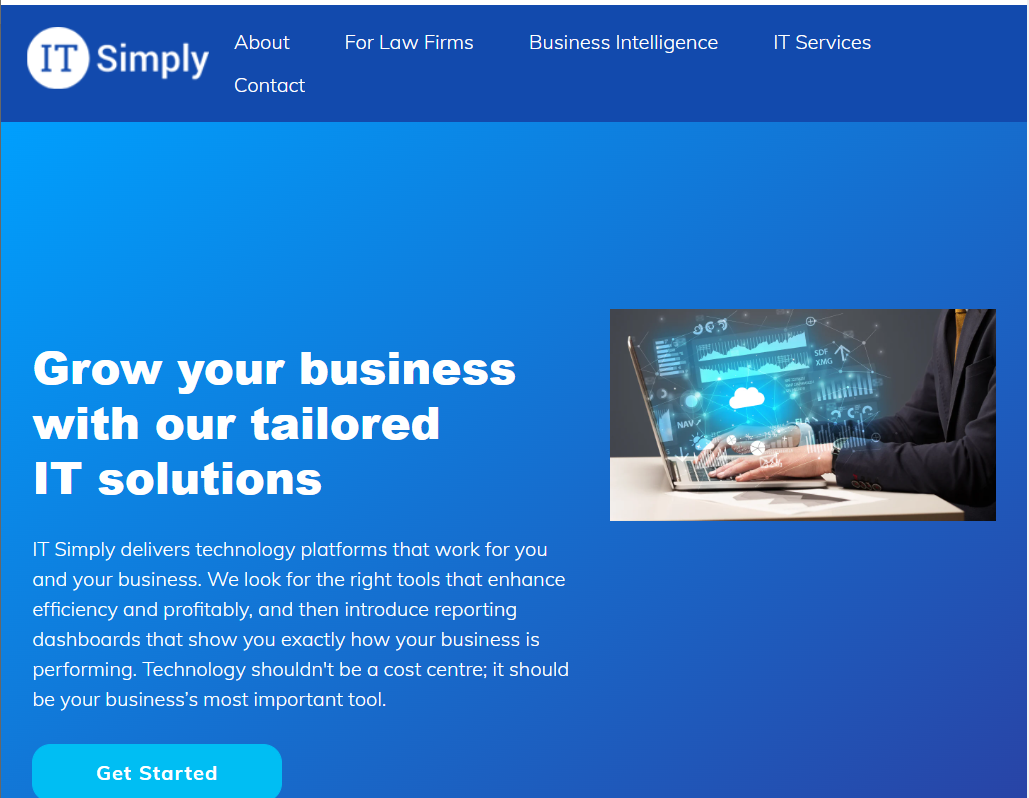 IT Simply
About For Law Firms Business Intelligence IT Services
Contact
Grow your business
with our tailored
IT solutions
SDF
XMG
NAV
IT Simply delivers technology platforms that work for you
and your business. We look for the right tools that enhance
efficiency and profitably, and then introduce reporting
dashboards that show you exactly how your business is
performing. Technology shouldn't be a cost centre; it should
be your business’s most important tool.
Get Started